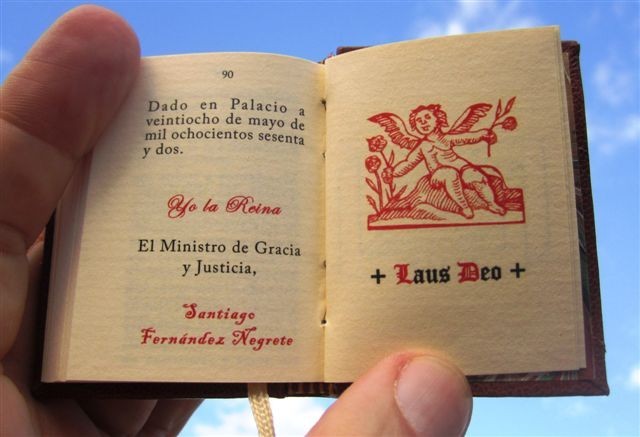 90
Dado en Palacio a
veintiocho de mayo de
mil ochocientos sesenta
y dos.
Yo la Reina
El Ministro de Gracia
y Justicia,
Santiago
Fernández Negrete
+ Laus Deo +